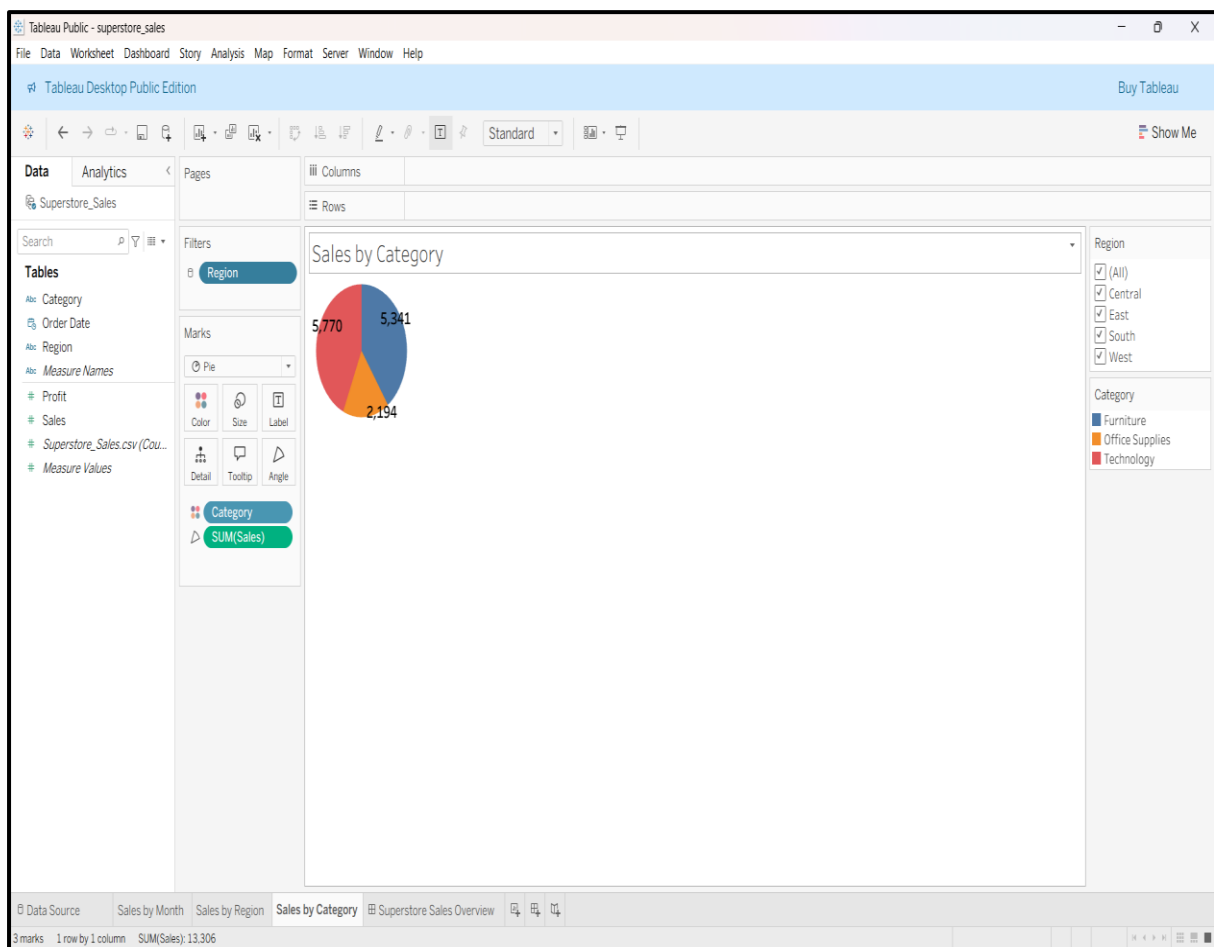 Tableau Public - superstore_sales
File Data Worksheet Dashboard Story Analysis Map Format Server Window Help
Tableau Desktop Public Edition Buy Tableau
Standard Show Me
Data Analytics
Superstore_Sales
Search
Tables
Abc Category
Order Date
Abc Region
Abc Measure Names
# Profit
# Sales
# Superstore_Sales.csv (Cou...
# Measure Values
Pages
Filters
Region
Marks
Pie
Color Size Label
Detail Tooltip Angle
Category
SUM(Sales)
Columns
Rows
Sales by Category
5,770
5,341
2,194
Region
(All)
Central
East
South
West
Category
Furniture
Office Supplies
Technology
Data Source Sales by Month Sales by Region Sales by Category Superstore Sales Overview
3 marks 1 row by 1 column SUM(Sales): 13,306